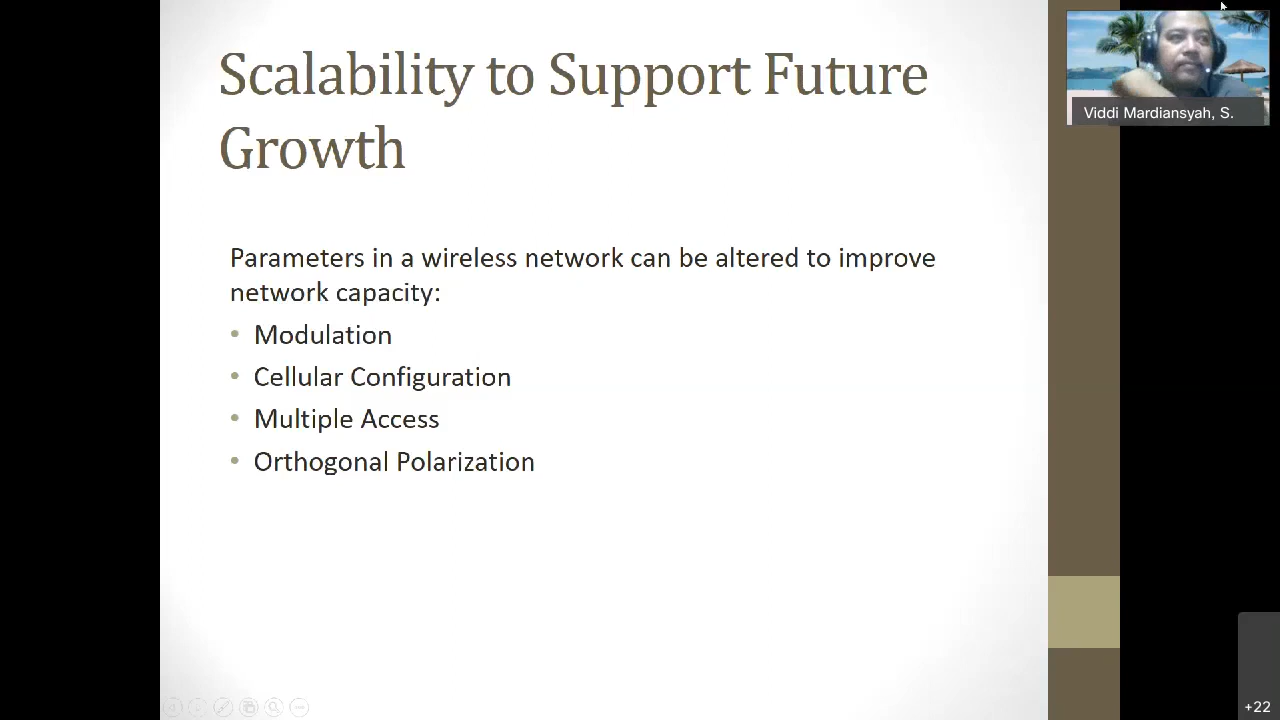 Scalability to Support Future
Growth
Parameters in a wireless network can be altered to improve
network capacity:
• Modulation
• Cellular Configuration
• Multiple Access
• Orthogonal Polarization
Viddi Mardiansyah, S.
+22